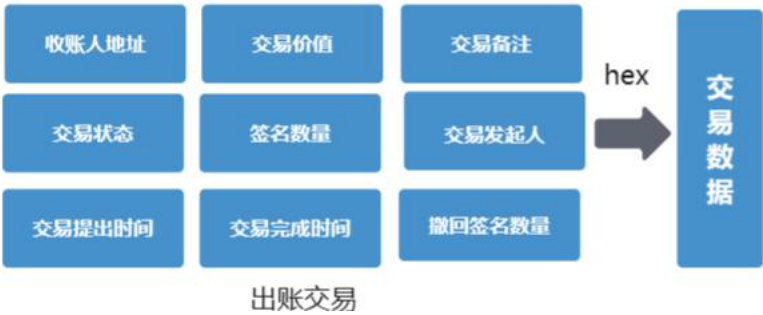 收账人地址
交易价值
交易备注
hex
交易数据
交易状态
签名数量
交易发起人
交易提出时间
交易完成时间
撤回签名数量
出账交易